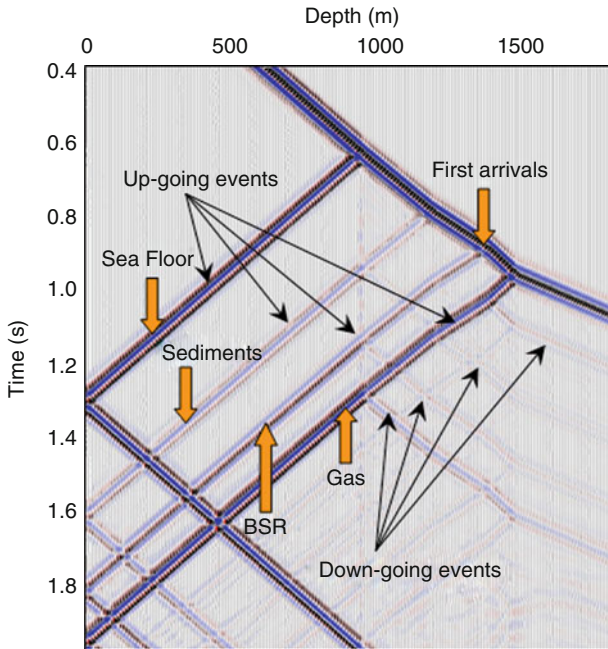 Depth (m)
0 500 1000 1500
0.4
0.6
First arrivals
Up-going events
0.8
Sea Floor
1.0
Time (s)
Sediments
1.2
1.4
Gas
BSR
1.6
Down-going events
1.8